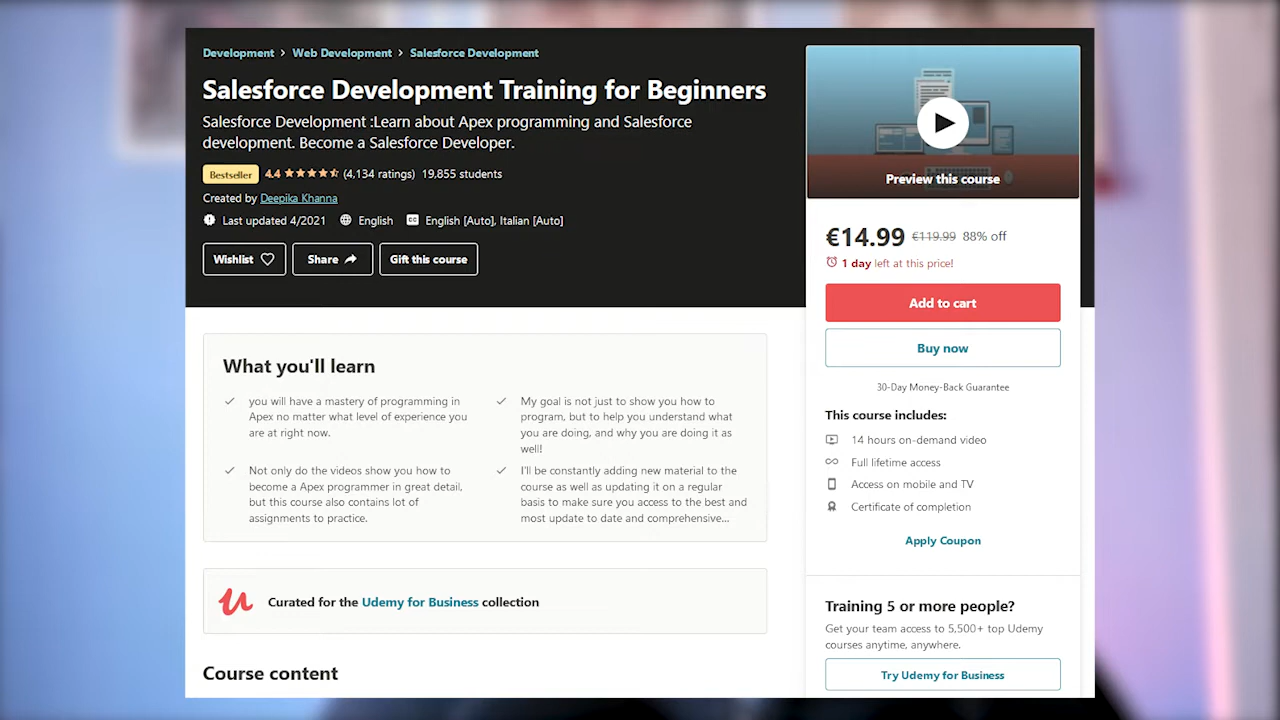 Development > Web Development > Salesforce Development
Salesforce Development Training for Beginners
Salesforce Development :Learn about Apex programming and Salesforce
development. Become a Salesforce Developer.
Bestseller 4.4 (4,134 ratings) 19,855 students
Created by Deepika Khanna
Last updated 4/2021 English CC English [Auto], Italian [Auto]
Wishlist Share Gift this course
What you'll learn
you will have a mastery of programming in
Apex no matter what level of experience you
are at right now.
My goal is not just to show you how to
program, but to help you understand what
you are doing, and why you are doing it as
well!
Not only do the videos show you how to
become a Apex programmer in great detail,
but this course also contains lot of
assignments to practice.
I'll be constantly adding new material to the
course as well as updating it on a regular
basis to make sure you access to the best and
most update to date and comprehensive...
Curated for the Udemy for Business collection
Course content
Preview this course
€14.99 €119.99 88% off
1 day left at this price!
Add to cart
Buy now
30-Day Money-Back Guarantee
This course includes:
14 hours on-demand video
Full lifetime access
Access on mobile and TV
Certificate of completion
Apply Coupon
Training 5 or more people?
Get your team access to 5,500+ top Udemy
courses anytime, anywhere.
Try Udemy for Business